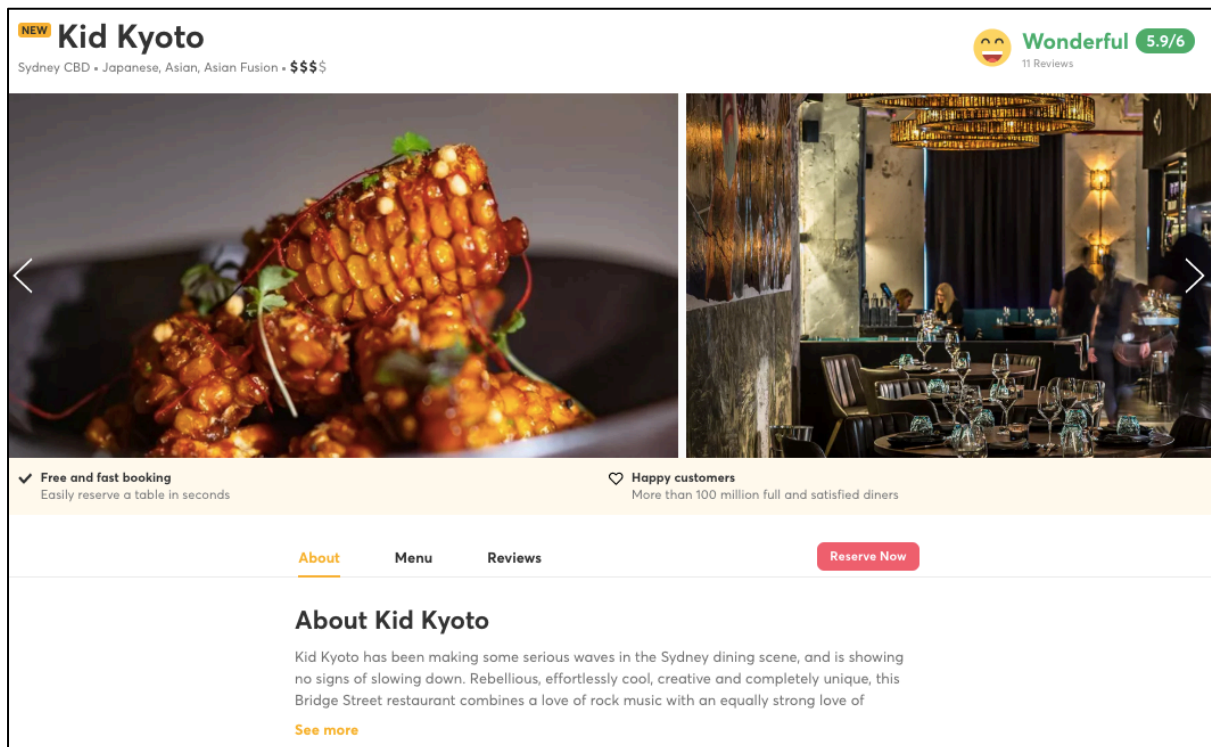 NEW Kid Kyoto
Sydney CBD • Japanese, Asian, Asian Fusion • $$$$
Wonderful 5.9/6
11 Reviews
Free and fast booking
Easily reserve a table in seconds
Happy customers
More than 100 million full and satisfied diners
About Menu Reviews Reserve Now
About Kid Kyoto
Kid Kyoto has been making some serious waves in the Sydney dining scene, and is showing
no signs of slowing down. Rebellious, effortlessly cool, creative and completely unique, this
Bridge Street restaurant combines a love of rock music with an equally strong love of
See more